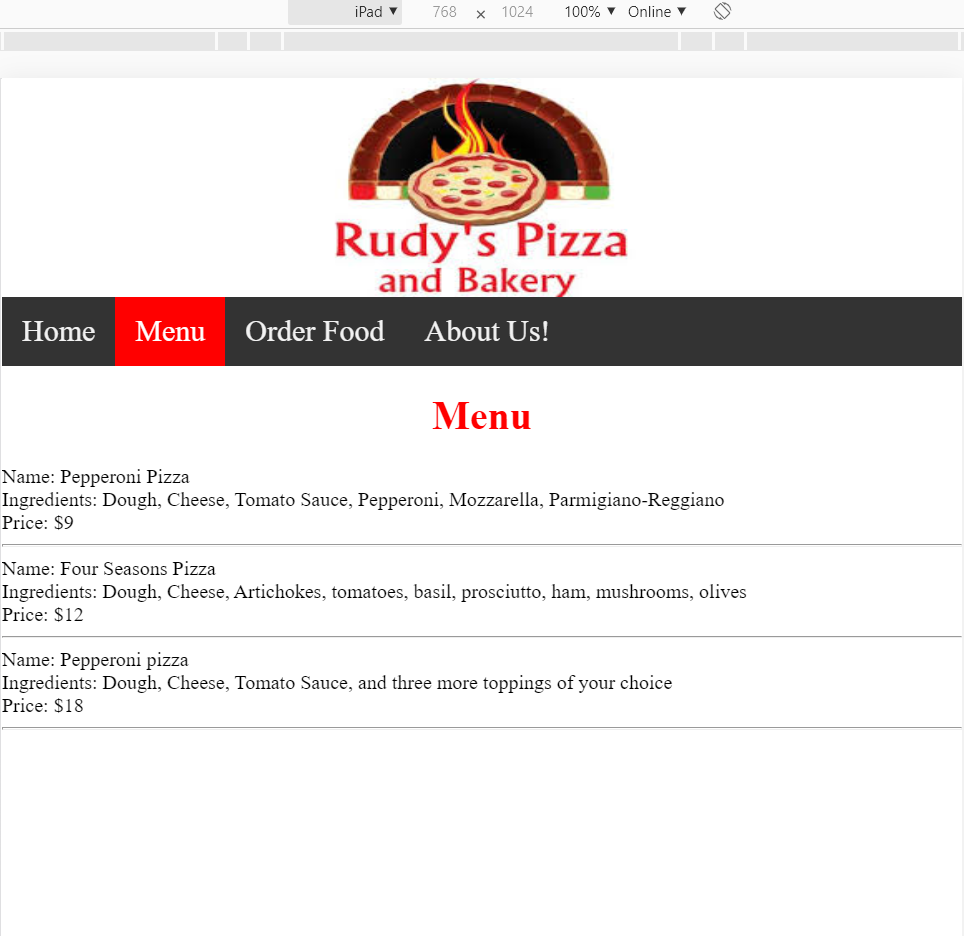 iPad ▼ 768 × 1024 100% ▼ Online ▼
Rudy's Pizza
and Bakery
Home Menu Order Food About Us!
Menu
Name: Pepperoni Pizza
Ingredients: Dough, Cheese, Tomato Sauce, Pepperoni, Mozzarella, Parmigiano-Reggiano
Price: $9
Name: Four Seasons Pizza
Ingredients: Dough, Cheese, Artichokes, tomatoes, basil, prosciutto, ham, mushrooms, olives
Price: $12
Name: Pepperoni pizza
Ingredients: Dough, Cheese, Tomato Sauce, and three more toppings of your choice
Price: $18